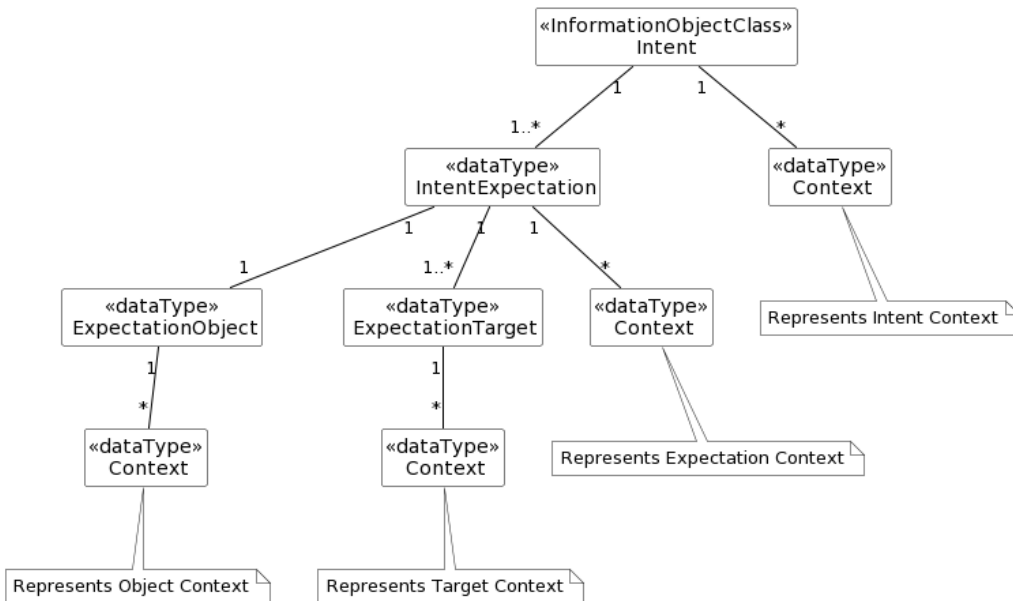 «InformationObjectClass»
Intent
1
1
1..*
*
«dataType»
IntentExpectation
«dataType»
Context
1
1
1
1
1..*
*
«dataType»
ExpectationObject
«dataType»
ExpectationTarget
«dataType»
Context
Represents Intent Context
1
1
*
*
«dataType»
Context
«dataType»
Context
Represents Expectation Context
Represents Object Context
Represents Target Context